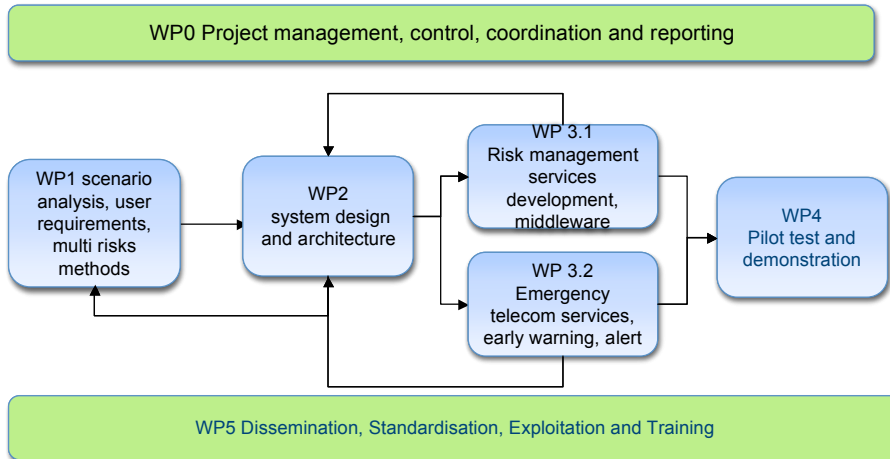 WP0 Project management, control, coordination and reporting
WP1 scenario
analysis, user
requirements,
multi risks
methods
WP2
system design
and architecture
WP 3.1
Risk management
services
development,
middleware
WP 3.2
Emergency
telecom services,
early warning, alert
WP4
Pilot test and
demonstration
WP5 Dissemination, Standardisation, Exploitation and Training